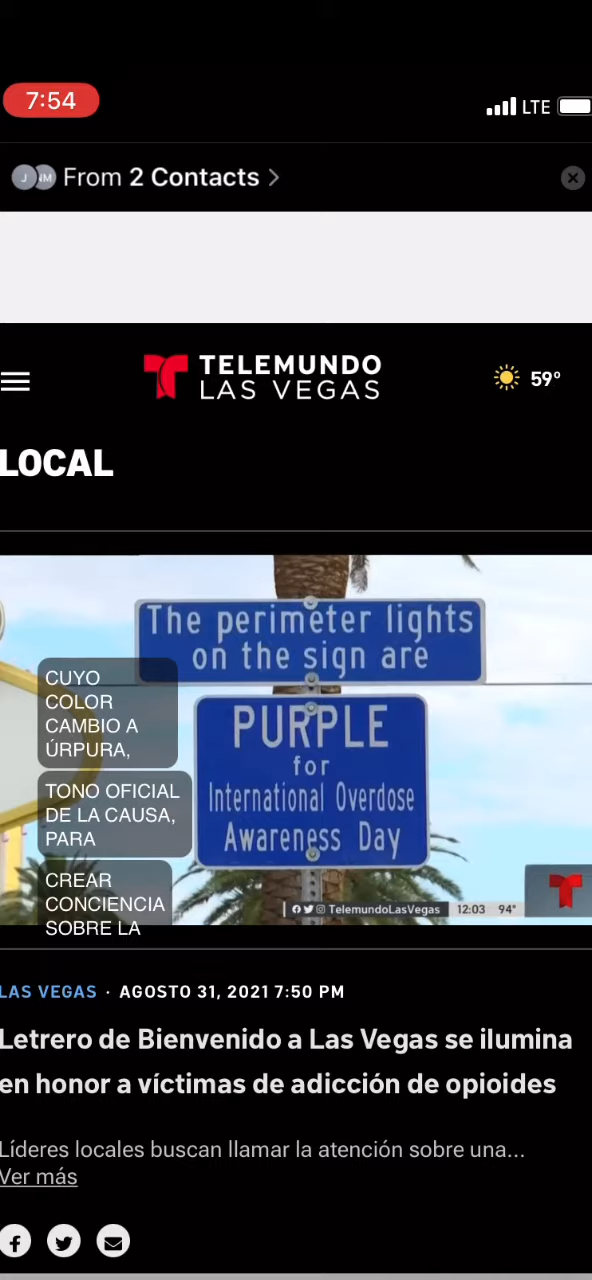 7:54
LTE
J
NM
From 2 Contacts
TELEMUNDO
LAS VEGAS
59°
LOCAL
The perimeter lights
on the sign are
PURPLE
for
International Overdose
Awareness Day
CUYO
COLOR
CAMBIO A
ÚRPURA,
TONO OFICIAL
DE LA CAUSA,
PARA
CREAR
CONCIENCIA
SOBRE LA
TelemundoLasVegas 12:03 94°
LAS VEGAS · AGOSTO 31, 2021 7:50 PM
Letrero de Bienvenido a Las Vegas se ilumina
en honor a víctimas de adicción de opioides
Líderes locales buscan llamar la atención sobre una...
Ver más